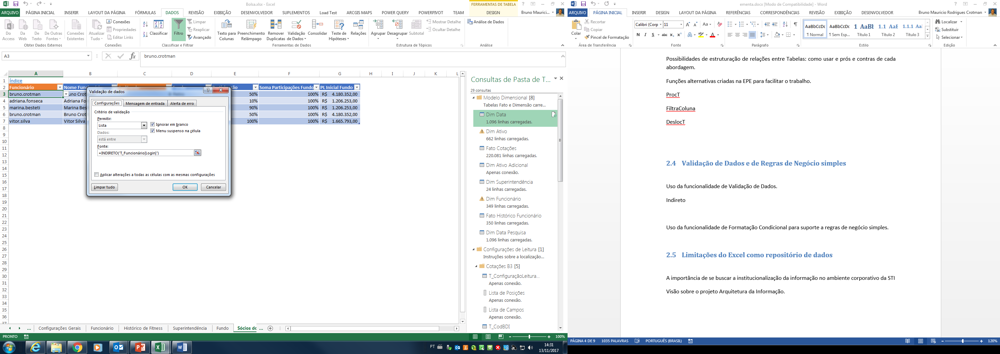 Bolsa.xlsx - Excel
FERRAMENTAS DE TABELA
ARQUIVO PÁGINA INICIAL INSERIR LAYOUT DA PÁGINA FÓRMULAS DADOS REVISÃO EXIBIÇÃO DESENVOLVEDOR SUPLEMENTOS Load Test ARCGIS MAPS POWER QUERY POWERPIVOT TEAM DESIGN Bruno Maurici...
Do Access
Da Web
De Texto
De Outras Fontes
Conexões Existentes
Obter Dados Externos
Atualizar Tudo
Conexões
Propriedades
Editar Links
Conexões
Classificar
Filtro
Limpar
Reaplicar
Avançado
Classificar e Filtrar
Texto para Colunas
Preenchimento Relâmpago
Remover Duplicatas
Validação de Dados
Consolidar
Teste de Hipóteses
Relações
Ferramentas de Dados
Agrupar
Desagrupar
Subtotal
Mostrar Detalhe
Ocultar Detalhe
Estrutura de Tópicos
Análise de Dados
Análise
A3
fx
bruno.crotman
A B C D E F G H I J K L
1 Índice
2 Funcionário Nome Fun ção Soma Participações Fundo PL Inicial Fundo
3 bruno.crotman uno Crot 50% 100% R$ 4.180.352,00
4 adriana.fonseca Adriana Fo 10% 100% R$ 1.206.253,00
5 marina.besteti Marina Bes 90% 100% R$ 1.206.253,00
6 bruno.crotman Bruno Crot 50% 100% R$ 4.180.352,00
7 vitor.silva Vitor Silva 100% 100% R$ 1.665.793,00
8
9
10
11
12
13
14
15
16
17
18
19
20
21
22
23
24
25
26
27
28
29
30
31
32
33
34
35
36
37
Validação de dados
Configurações Mensagem de entrada Alerta de erro
Critério de validação
Permitir:
Lista
Ignorar em branco
Menu suspenso na célula
Dados:
está entre
Fonte:
=INDIRETO("T_Funcionário[Login]")
Aplicar alterações a todas as células com as mesmas configurações
Limpar tudo OK Cancelar
Consultas de Pasta de T...
29 consultas
Modelo Dimensional [8]
Tabelas Fato e Dimensão carre...
Dim Data
1.096 linhas carregadas.
Dim Ativo
662 linhas carregadas.
Fato Cotações
220.081 linhas carregadas.
Dim Ativo Adicional
Apenas conexão.
Dim Superintendência
24 linhas carregadas.
Dim Funcionário
349 linhas carregadas.
Fato Histórico Funcionário
350 linhas carregadas.
Dim Data Pesquisa
1.096 linhas carregadas.
Configurações de Leitura [1]
Instruções sobre a localização...
Cotações B3 [5]
T_ConfiguraçãoLeitura...
Apenas conexão.
Lista de Posições
Apenas conexão.
Lista de Campos
Apenas conexão.
T_CodBDI
... Configurações Gerais Funcionário Histórico de Fitness Superintendência Fundo Sócios do ...
PRONTO 100%
PT 14:31
13/11/2017
ementa.docx [Modo de Compatibilidade] - Word
ARQUIVO PÁGINA INICIAL INSERIR DESIGN LAYOUT DA PÁGINA REFERÊNCIAS CORRESPONDÊNCIAS REVISÃO EXIBIÇÃO DESENVOLVEDOR Bruno Mauricio Rodrigues Crotman
Colar
Recortar
Copiar
Pincel de Formatação
Área de Transferência
Calibri (Corp 11
N I S abc x₂ x²
Aa
Fonte
Parágrafo
AaBbCcDc AaBbCcDc 1 AaBb 1.1 AaB 1.1.1 Aa
¶ Normal ¶ Sem Esp... Título 1 Título 2 Título 3
Estilo
Localizar
Substituir
Selecionar
Edição
Possibilidades de estruturação de relações entre Tabelas: como usar e prós e contras de cada
abordagem.
Funções alternativas criadas na EPE para facilitar o trabalho.
ProcT
FiltraColuna
DeslocT
2.4 Validação de Dados e de Regras de Negócio simples
Uso da funcionalidade de Validação de Dados.
Indireto
Uso da funcionalidade de Formatação Condicional para suporte a regras de negócio simples.
2.5 Limitações do Excel como repositório de dados
A importância de se buscar a institucionalização da informação no ambiente corporativo da STI
Visão sobre o projeto Arquitetura da Informação.
PÁGINA 4 DE 9 1035 PALAVRAS PORTUGUÊS (BRASIL) 120%